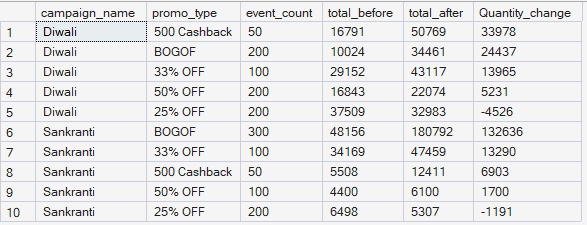 campaign_name promo_type event_count total_before total_after Quantity_change
1 Diwali 500 Cashback 50 16791 50769 33978
2 Diwali BOGOF 200 10024 34461 24437
3 Diwali 33% OFF 100 29152 43117 13965
4 Diwali 50% OFF 200 16843 22074 5231
5 Diwali 25% OFF 200 37509 32983 -4526
6 Sankranti BOGOF 300 48156 180792 132636
7 Sankranti 33% OFF 100 34169 47459 13290
8 Sankranti 500 Cashback 50 5508 12411 6903
9 Sankranti 50% OFF 100 4400 6100 1700
10 Sankranti 25% OFF 200 6498 5307 -1191